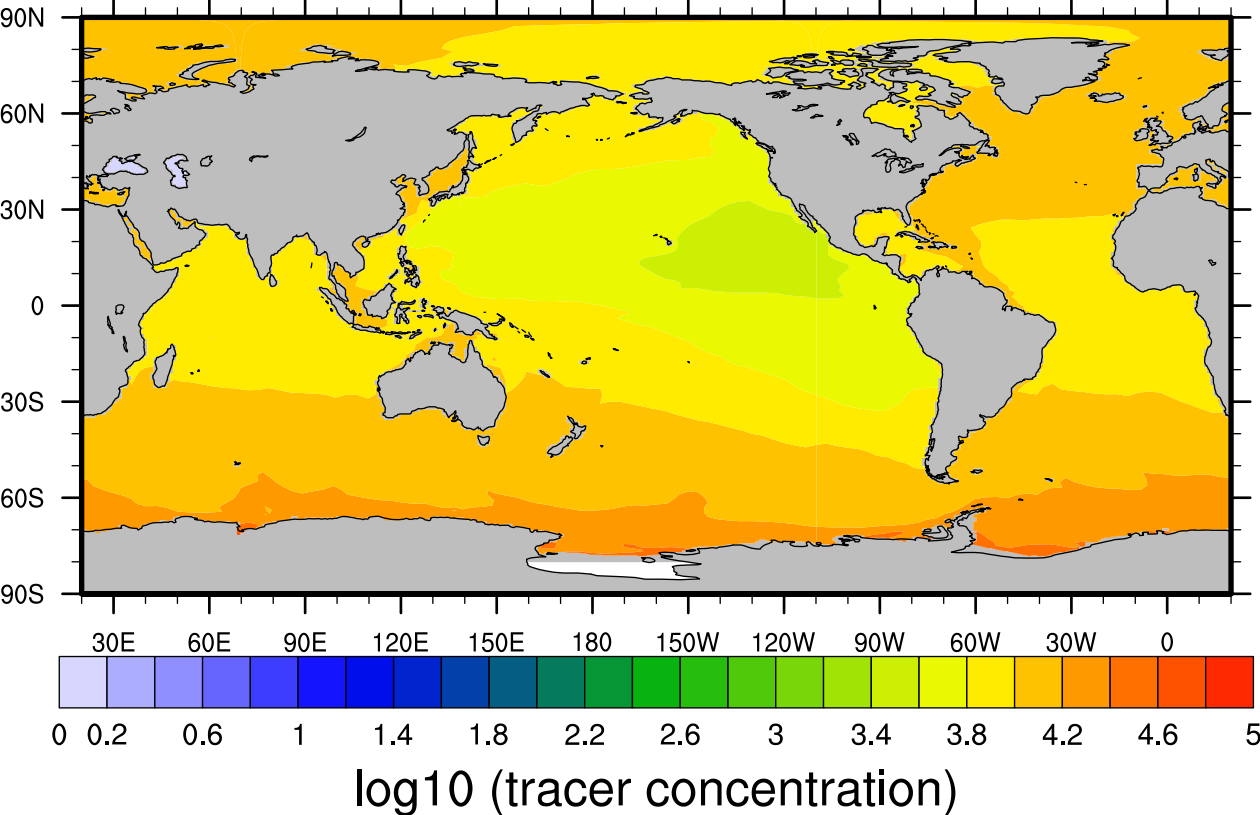 90N
60N
30N
0
30S
60S
90S
30E 60E 90E 120E 150E 180 150W 120W 90W 60W 30W 0
0 0.2 0.6 1 1.4 1.8 2.2 2.6 3 3.4 3.8 4.2 4.6 5
log10 (tracer concentration)